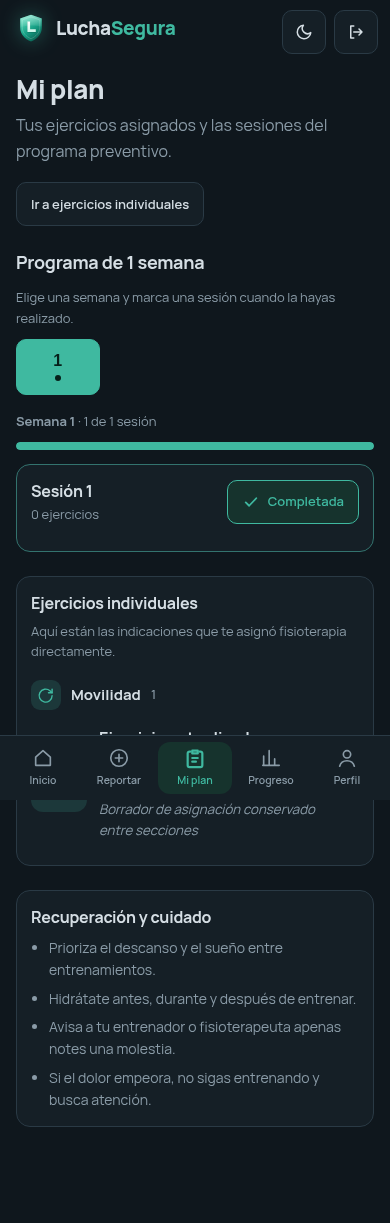 LuchaSegura
Mi plan
Tus ejercicios asignados y las sesiones del
programa preventivo.
Ir a ejercicios individuales
Programa de 1 semana
Elige una semana y marca una sesión cuando la hayas
realizado.
1
Semana 1 · 1 de 1 sesión
Sesión 1
0 ejercicios
Completada
Ejercicios individuales
Aquí están las indicaciones que te asignó fisioterapia
directamente.
Movilidad 1
Inicio
Reportar
Mi plan
Progreso
Perfil
Borrador de asignación conservado
entre secciones
Recuperación y cuidado
Prioriza el descanso y el sueño entre
entrenamientos.
Hidrátate antes, durante y después de entrenar.
Avisa a tu entrenador o fisioterapeuta apenas
notes una molestia.
Si el dolor empeora, no sigas entrenando y
busca atención.